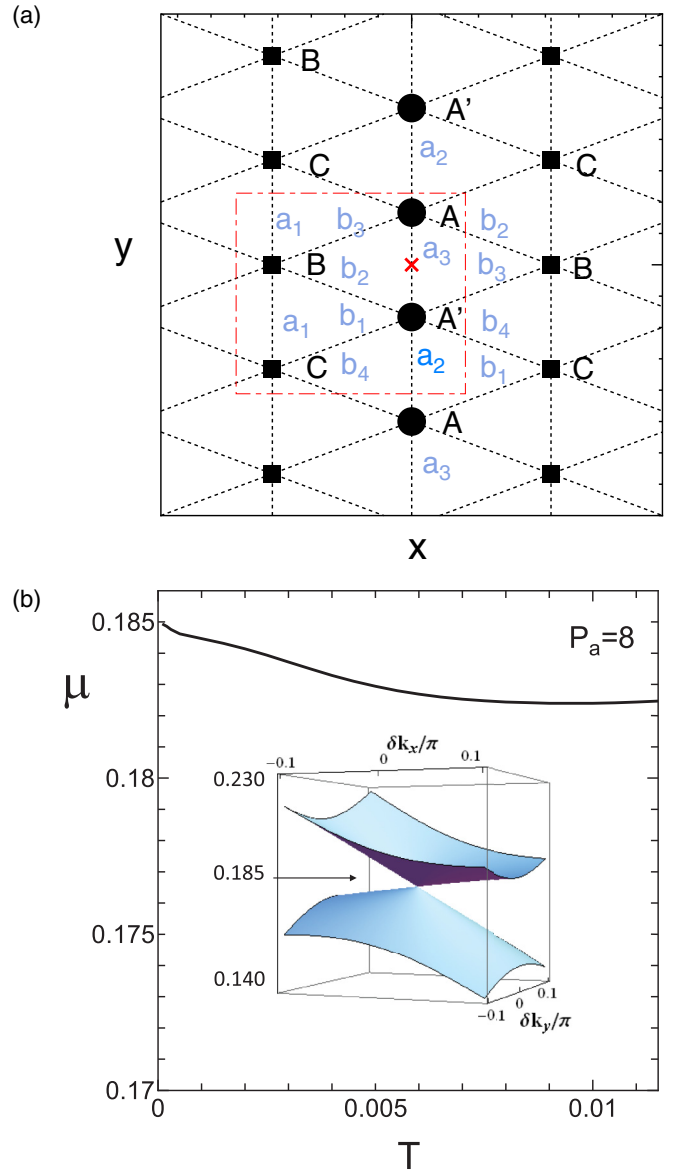 (a)
B
A'
a₂
C
C
a₁
b₃
A
b₂
y
B
b₂
a₃
b₃
B
a₁
b₁
A'
b₄
C
b₄
a₂
b₁
C
A
a₃
x
(b)
0.185
Pₐ=8
μ
δkₓ/π
-0.1
0
0.1
0.230
0.18
0.185
0.175
0.140
-0.1
0
0.1
δk_y/π
0.17
0
0.005
0.01
T